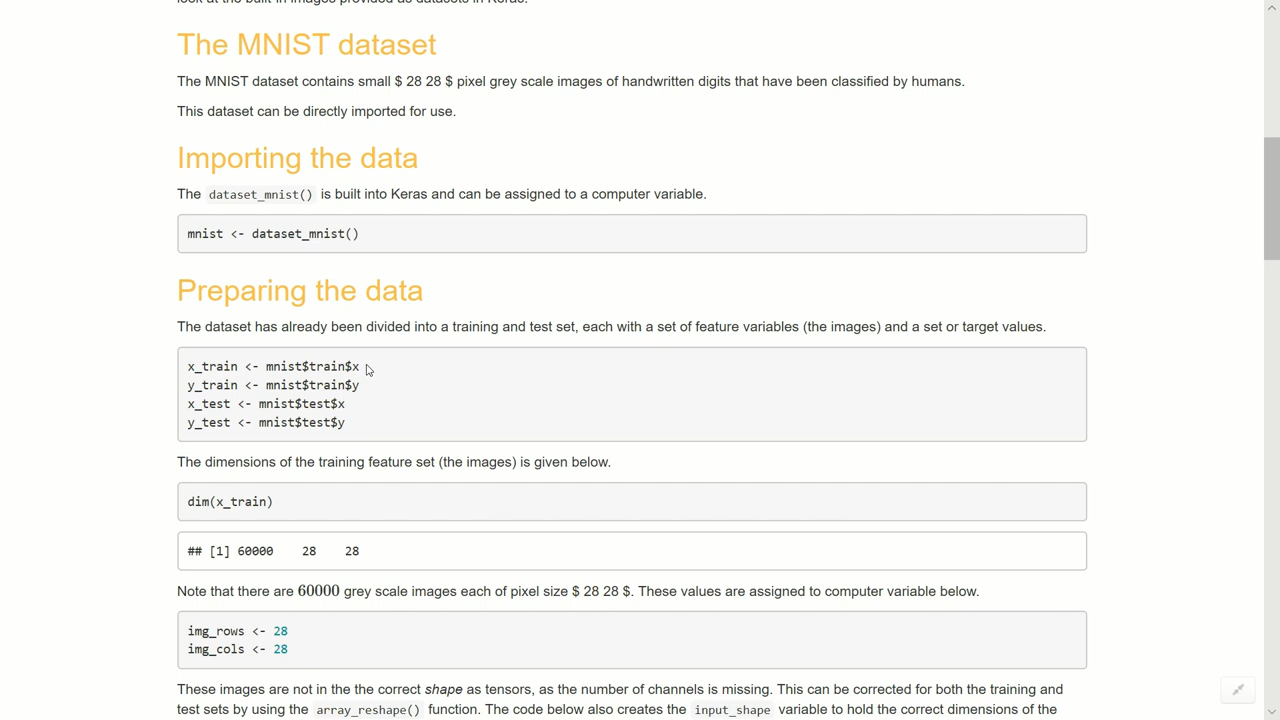 look at the built-in images provided as datasets in Keras.
The MNIST dataset
The MNIST dataset contains small $ 28 28 $ pixel grey scale images of handwritten digits that have been classified by humans.
This dataset can be directly imported for use.
Importing the data
The dataset_mnist() is built into Keras and can be assigned to a computer variable.
mnist <- dataset_mnist()
Preparing the data
The dataset has already been divided into a training and test set, each with a set of feature variables (the images) and a set or target values.
x_train <- mnist$train$x
y_train <- mnist$train$y
x_test <- mnist$test$x
y_test <- mnist$test$y
The dimensions of the training feature set (the images) is given below.
dim(x_train)
## [1] 60000    28    28
Note that there are 60000 grey scale images each of pixel size $ 28 28 $. These values are assigned to computer variable below.
img_rows <- 28
img_cols <- 28
These images are not in the the correct shape as tensors, as the number of channels is missing. This can be corrected for both the training and
test sets by using the array_reshape() function. The code below also creates the input_shape variable to hold the correct dimensions of the